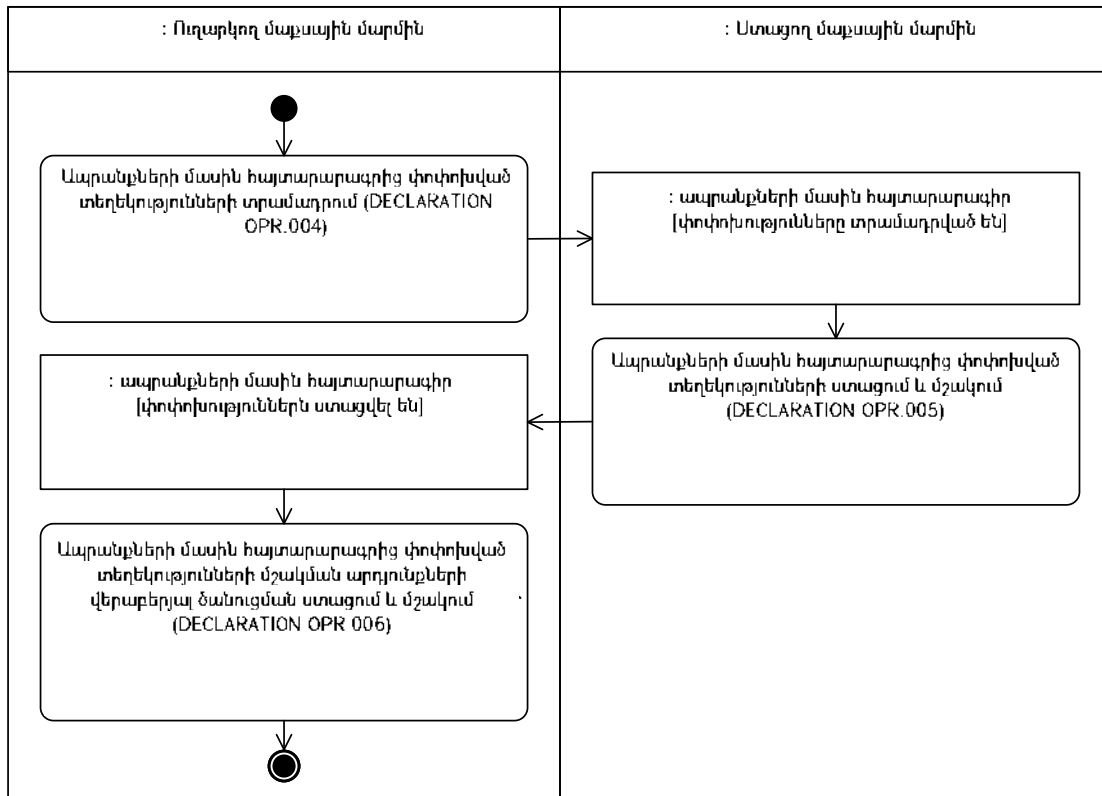 : Ուղարկող մաքսային մարմին
: Ստացող մաքսային մարմին
Ապրանքների մասին հայտարարագրից փոփոխված
տեղեկությունների տրամադրում (DECLARATION
OPR.004)
: ապրանքների մասին հայտարարագիր
[փոփոխությունները տրամադրված են]
Ապրանքների մասին հայտարարագրից փոփոխված
տեղեկությունների ստացում և մշակում
(DECLARATION OPR.005)
: ապրանքների մասին հայտարարագիր
[փոփոխություններն ստացվել են]
Ապրանքների մասին հայտարարագրից փոփոխված
տեղեկությունների մշակման արդյունքների
վերաբերյալ ծանուցման ստացում և մշակում
(DECLARATION OPR 006)